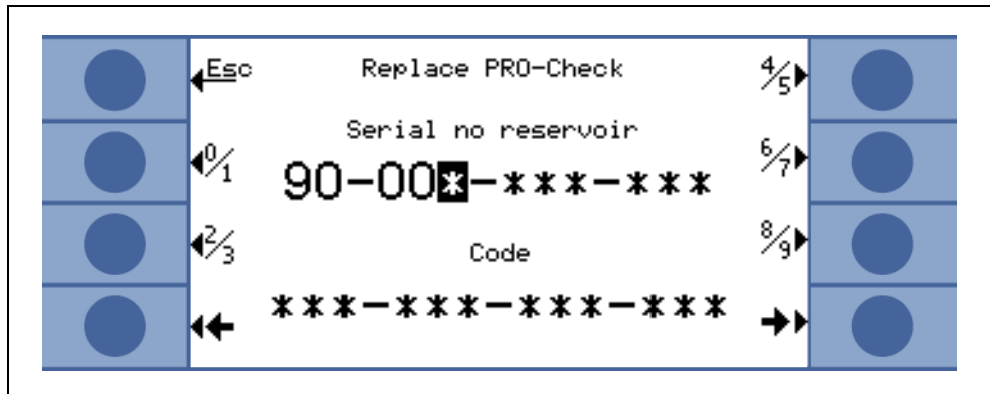 Esc Replace PRO-Check 4/5
Serial no reservoir
0/1 6/7
90-00*-***-***
2/3 8/9
Code
***-***-***-***